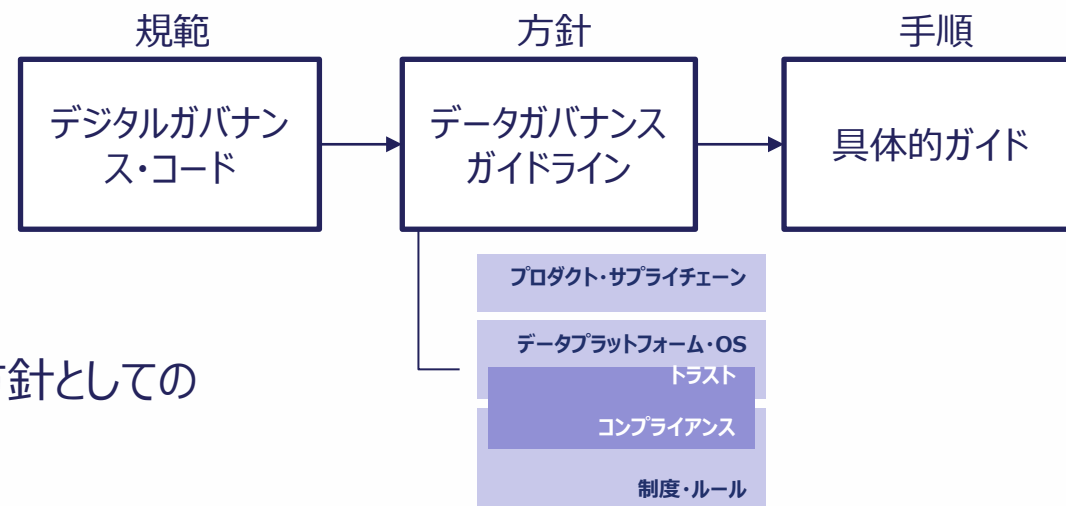 規範
方針
手順
デジタルガバナン
ス・コード
データガバナンス
ガイドライン
具体的ガイド
プロダクト・サプライチェーン
データプラットフォーム・OS
トラスト
針としての
コンプライアンス
制度・ルール